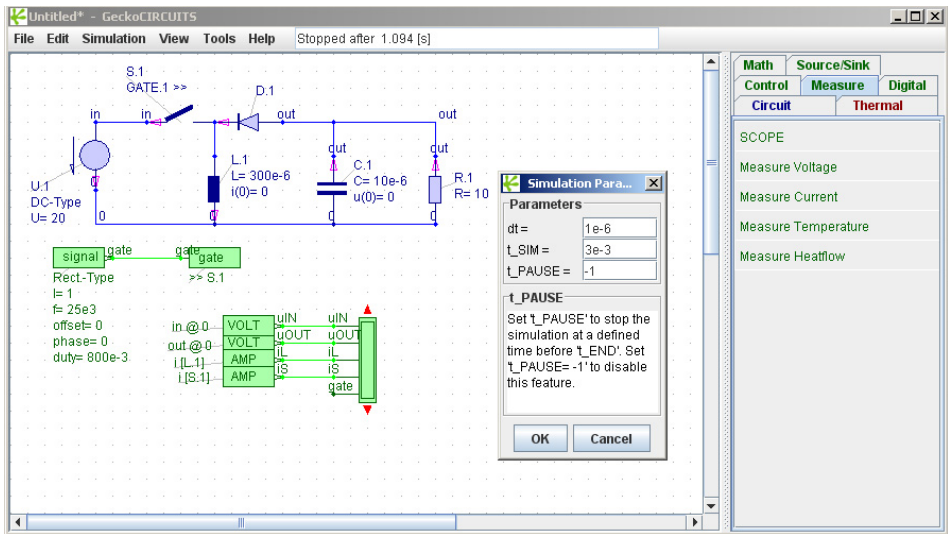 Untitled* - GeckoCIRCUITS
File Edit Simulation View Tools Help Stopped after 1.094 [s]
S.1
GATE.1 >>
D.1
in in out out
out out
U.1
DC-Type
U= 20
L.1
L= 300e-6
i(0)= 0
C.1
C= 10e-6
u(0)= 0
R.1
R= 10
0 0 0 0 0
signal gate gate gate
Rect.-Type >> S.1
I= 1
f= 25e3
offset= 0
phase= 0
duty= 800e-3
in @ 0 VOLT uIN uIN
out @ 0 VOLT uOUT uOUT
i [L.1] AMP iL iL
i [S.1] AMP iS iS
gate
Simulation Para...
Parameters
dt = 1e-6
t_SIM = 3e-3
t_PAUSE = -1
t_PAUSE
Set 't_PAUSE' to stop the
simulation at a defined
time before 't_END'. Set
't_PAUSE= -1' to disable
this feature.
OK Cancel
Math Source/Sink
Control Measure Digital
Circuit Thermal
SCOPE
Measure Voltage
Measure Current
Measure Temperature
Measure Heatflow